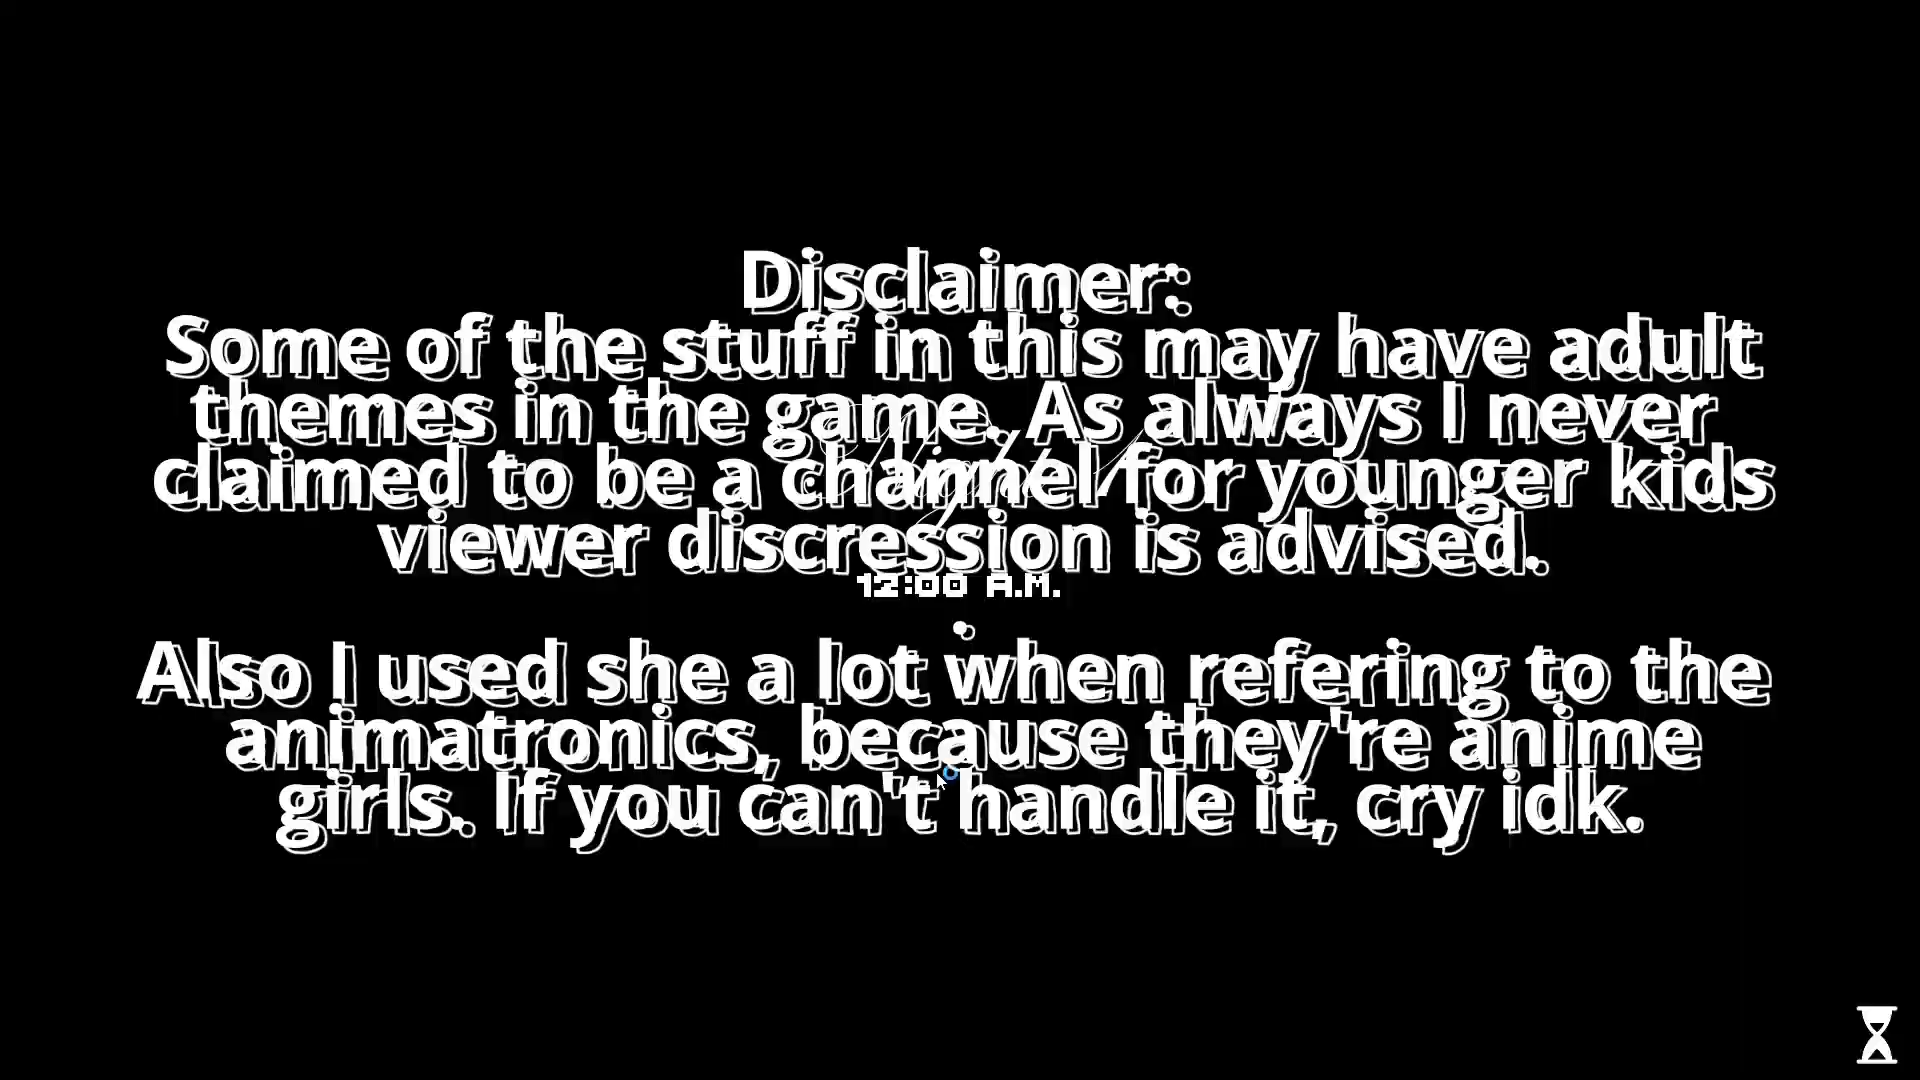 Disclaimer:
Some of the stuff in this may have adult
themes in the game. As always I never
claimed to be a channel for younger kids
viewer discression is advised.
12:00 A.M.
.
Also I used she a lot when refering to the
animatronics, because they're anime
girls. If you can't handle it, cry idk.